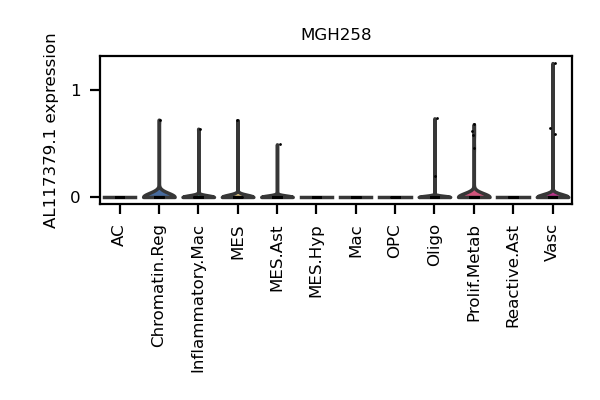 MGH258
AL117379.1 expression
1
0
AC
Chromatin.Reg
Inflammatory.Mac
MES
MES.Ast
MES.Hyp
Mac
OPC
Oligo
Prolif.Metab
Reactive.Ast
Vasc